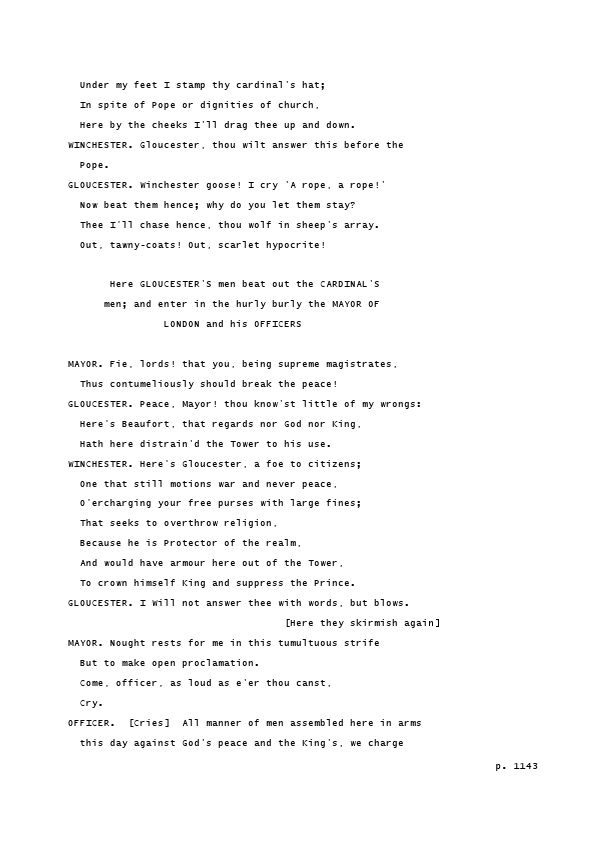 Under my feet I stamp thy cardinal's hat;
In spite of Pope or dignities of church,
Here by the cheeks I'll drag thee up and down.
WINCHESTER. Gloucester, thou wilt answer this before the
Pope.
GLOUCESTER. Winchester goose! I cry 'A rope, a rope!'
Now beat them hence; why do you let them stay?
Thee I'll chase hence, thou wolf in sheep's array.
Out, tawny-coats! Out, scarlet hypocrite!

Here GLOUCESTER'S men beat out the CARDINAL'S
men; and enter in the hurly burly the MAYOR OF
LONDON and his OFFICERS

MAYOR. Fie, lords! that you, being supreme magistrates,
Thus contumeliously should break the peace!
GLOUCESTER. Peace, Mayor! thou know'st little of my wrongs:
Here's Beaufort, that regards nor God nor King,
Hath here distrain'd the Tower to his use.
WINCHESTER. Here's Gloucester, a foe to citizens;
One that still motions war and never peace,
O'ercharging your free purses with large fines;
That seeks to overthrow religion,
Because he is Protector of the realm,
And would have armour here out of the Tower,
To crown himself King and suppress the Prince.
GLOUCESTER. I Will not answer thee with words, but blows.
[Here they skirmish again]
MAYOR. Nought rests for me in this tumultuous strife
But to make open proclamation.
Come, officer, as loud as e'er thou canst,
Cry.
OFFICER. [Cries] All manner of men assembled here in arms
this day against God's peace and the King's, we charge
p. 1143